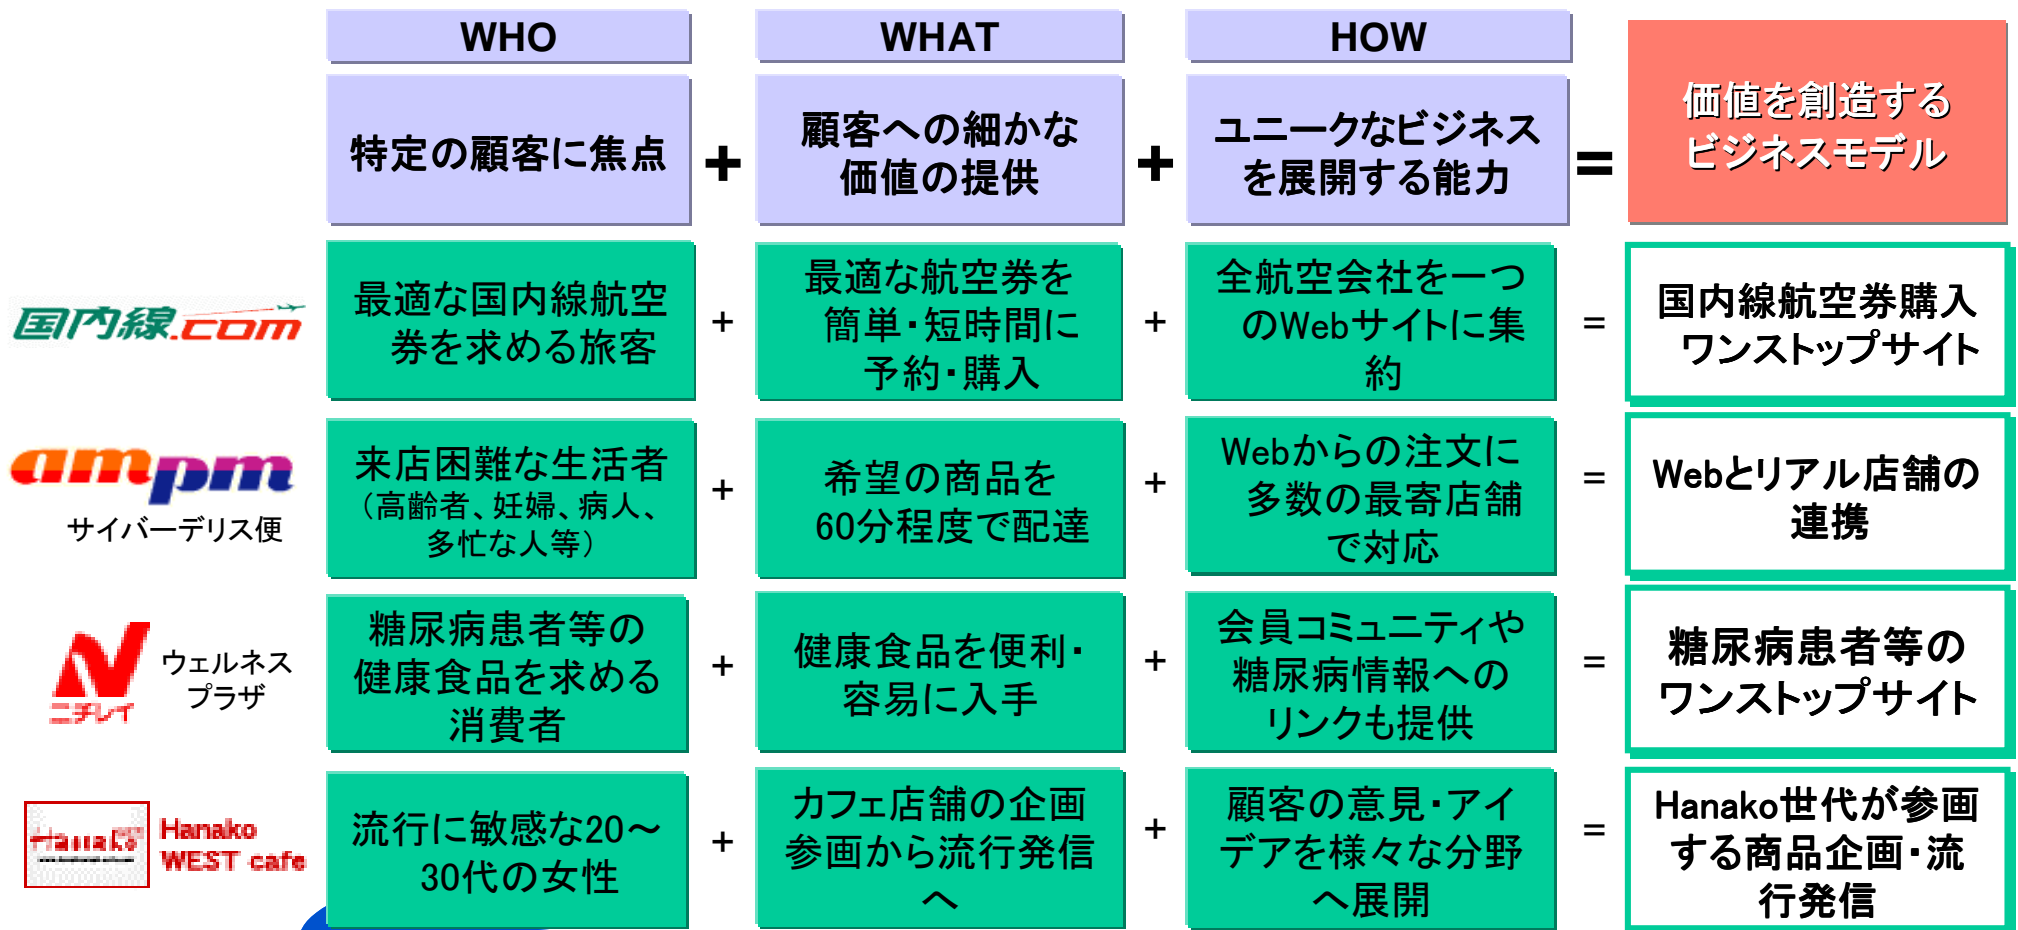 WHO
WHAT
HOW
特定の顧客に焦点
+
顧客への細かな
価値の提供
+
ユニークなビジネス
を展開する能力
=
価値を創造する
ビジネスモデル
国内線.com
最適な国内線航空
券を求める旅客
+
最適な航空券を
簡単・短時間に
予約・購入
+
全航空会社を一つ
のWebサイトに集
約
=
国内線航空券購入
ワンストップサイト
ampm
サイバーデリス便
来店困難な生活者
（高齢者、妊婦、病人、
多忙な人等）
+
希望の商品を
60分程度で配達
+
Webからの注文に
多数の最寄店舗
で対応
=
Webとリアル店舗の
連携
ニチレイ
ウェルネス
プラザ
糖尿病患者等の
健康食品を求める
消費者
+
健康食品を便利・
容易に入手
+
会員コミュニティや
糖尿病情報への
リンクも提供
=
糖尿病患者等の
ワンストップサイト
Hanako
Hanako
WEST cafe
流行に敏感な20～
30代の女性
+
カフェ店舗の企画
参画から流行発信
へ
+
顧客の意見・アイ
デアを様々な分野
へ展開
=
Hanako世代が参画
する商品企画・流
行発信